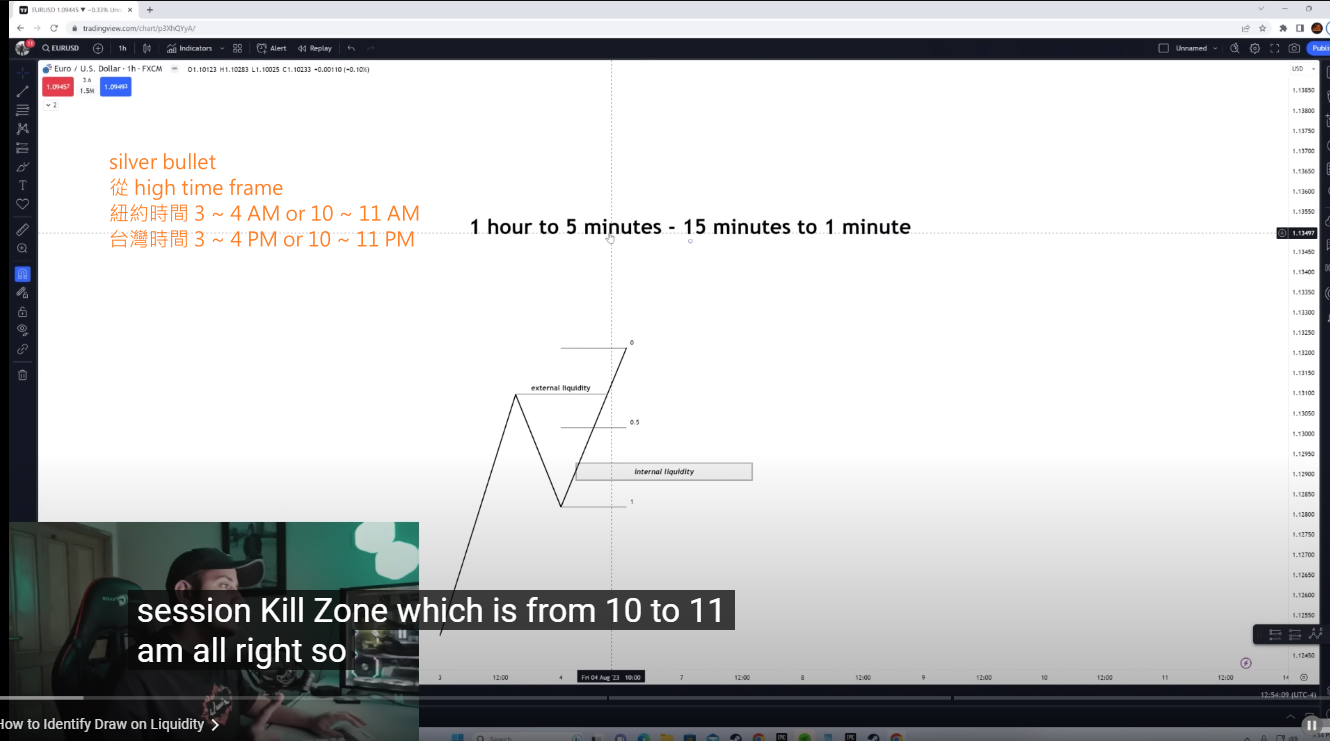 EURUSD 1.09445 ▼ −0.33% Unn
tradingview.com/chart/p3XhQYyA/
11
EURUSD
1h
Indicators
Alert
Replay
Unnamed
Publis
Euro / U.S. Dollar · 1h · FXCM
O1.10123 H1.10283 L1.10025 C1.10233 +0.00110 (+0.10%)
USD
1.09457
3.6
1.5M
1.09493
2
silver bullet
從 high time frame
紐約時間 3 ~ 4 AM or 10 ~ 11 AM
台灣時間 3 ~ 4 PM or 10 ~ 11 PM
1 hour to 5 minutes - 15 minutes to 1 minute
1.13850
1.13800
1.13750
1.13700
1.13650
1.13600
1.13550
1.13497
1.13450
1.13400
1.13350
1.13300
1.13250
1.13200
1.13150
1.13100
1.13050
1.13000
1.12950
1.12900
1.12850
1.12800
1.12750
1.12700
1.12650
1.12600
1.12550
1.12450
0
external liquidity
0.5
internal liquidity
1
session Kill Zone which is from 10 to 11
am all right so
3
12:00
4
Fri 04 Aug '23 10:00
7
12:00
8
12:00
9
12:00
10
12:00
11
12:00
14
12:54:09 (UTC-4)
How to Identify Draw on Liquidity
Search